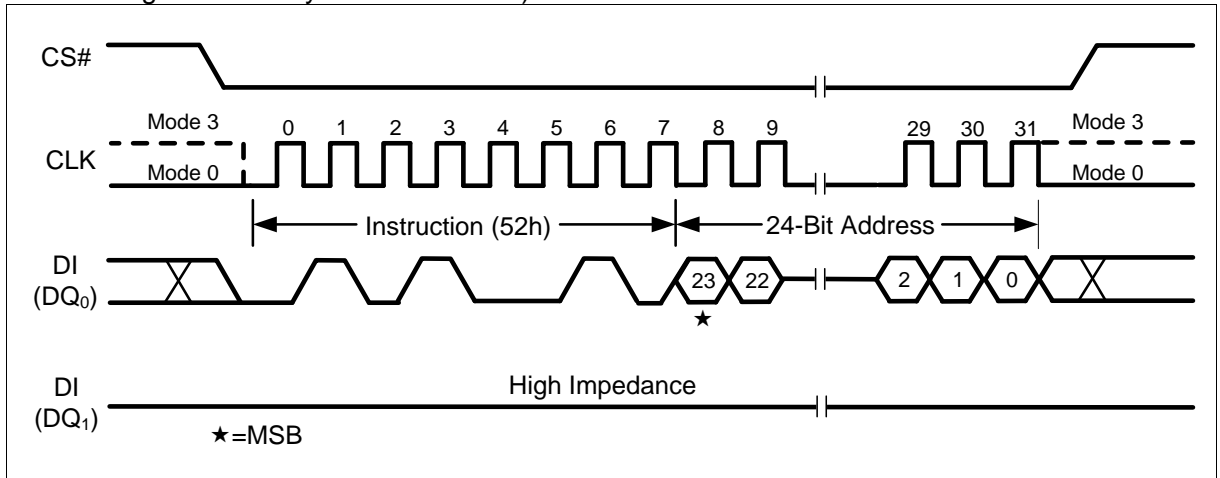 CS#
Mode 3 0 1 2 3 4 5 6 7 8 9 29 30 31 Mode 3
CLK
Mode 0 Mode 0
Instruction (52h) 24-Bit Address
DI
(DQ0)
23 22 2 1 0
★
High Impedance
DI
(DQ1)
★=MSB